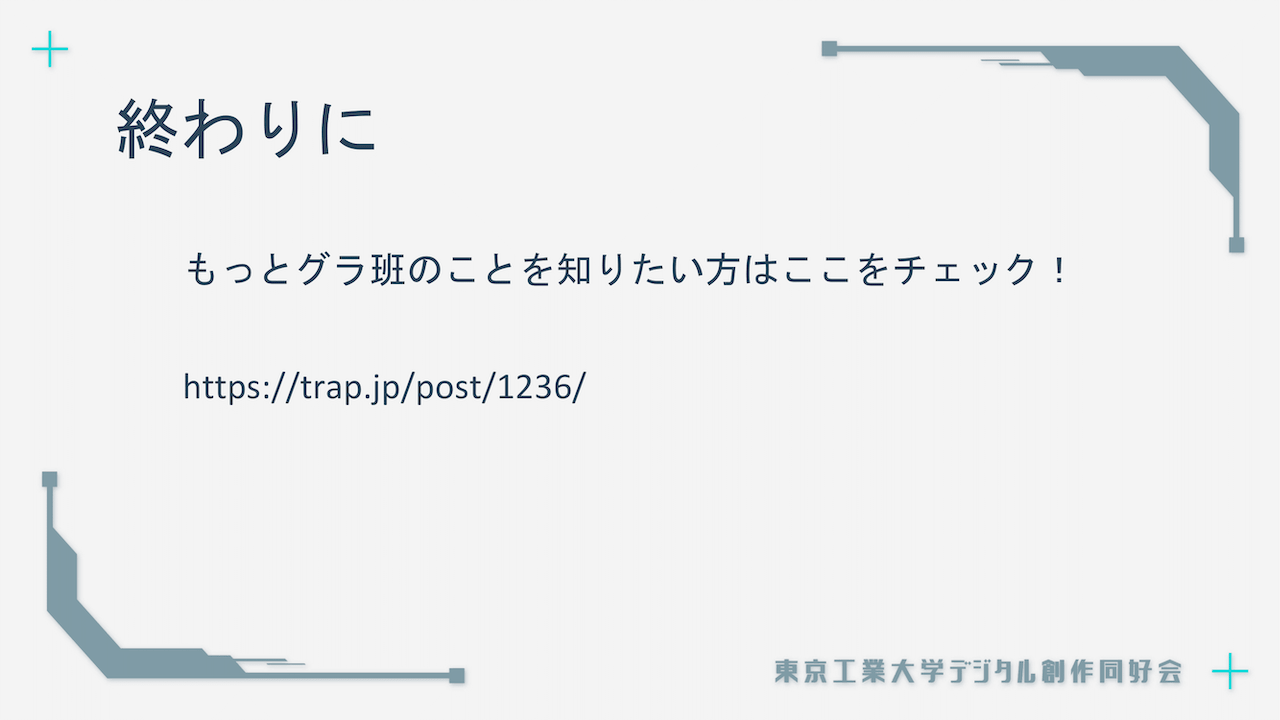 終わりに
もっとグラ班のことを知りたい方はここをチェック！
https://trap.jp/post/1236/
東京工業大学デジタル創作同好会